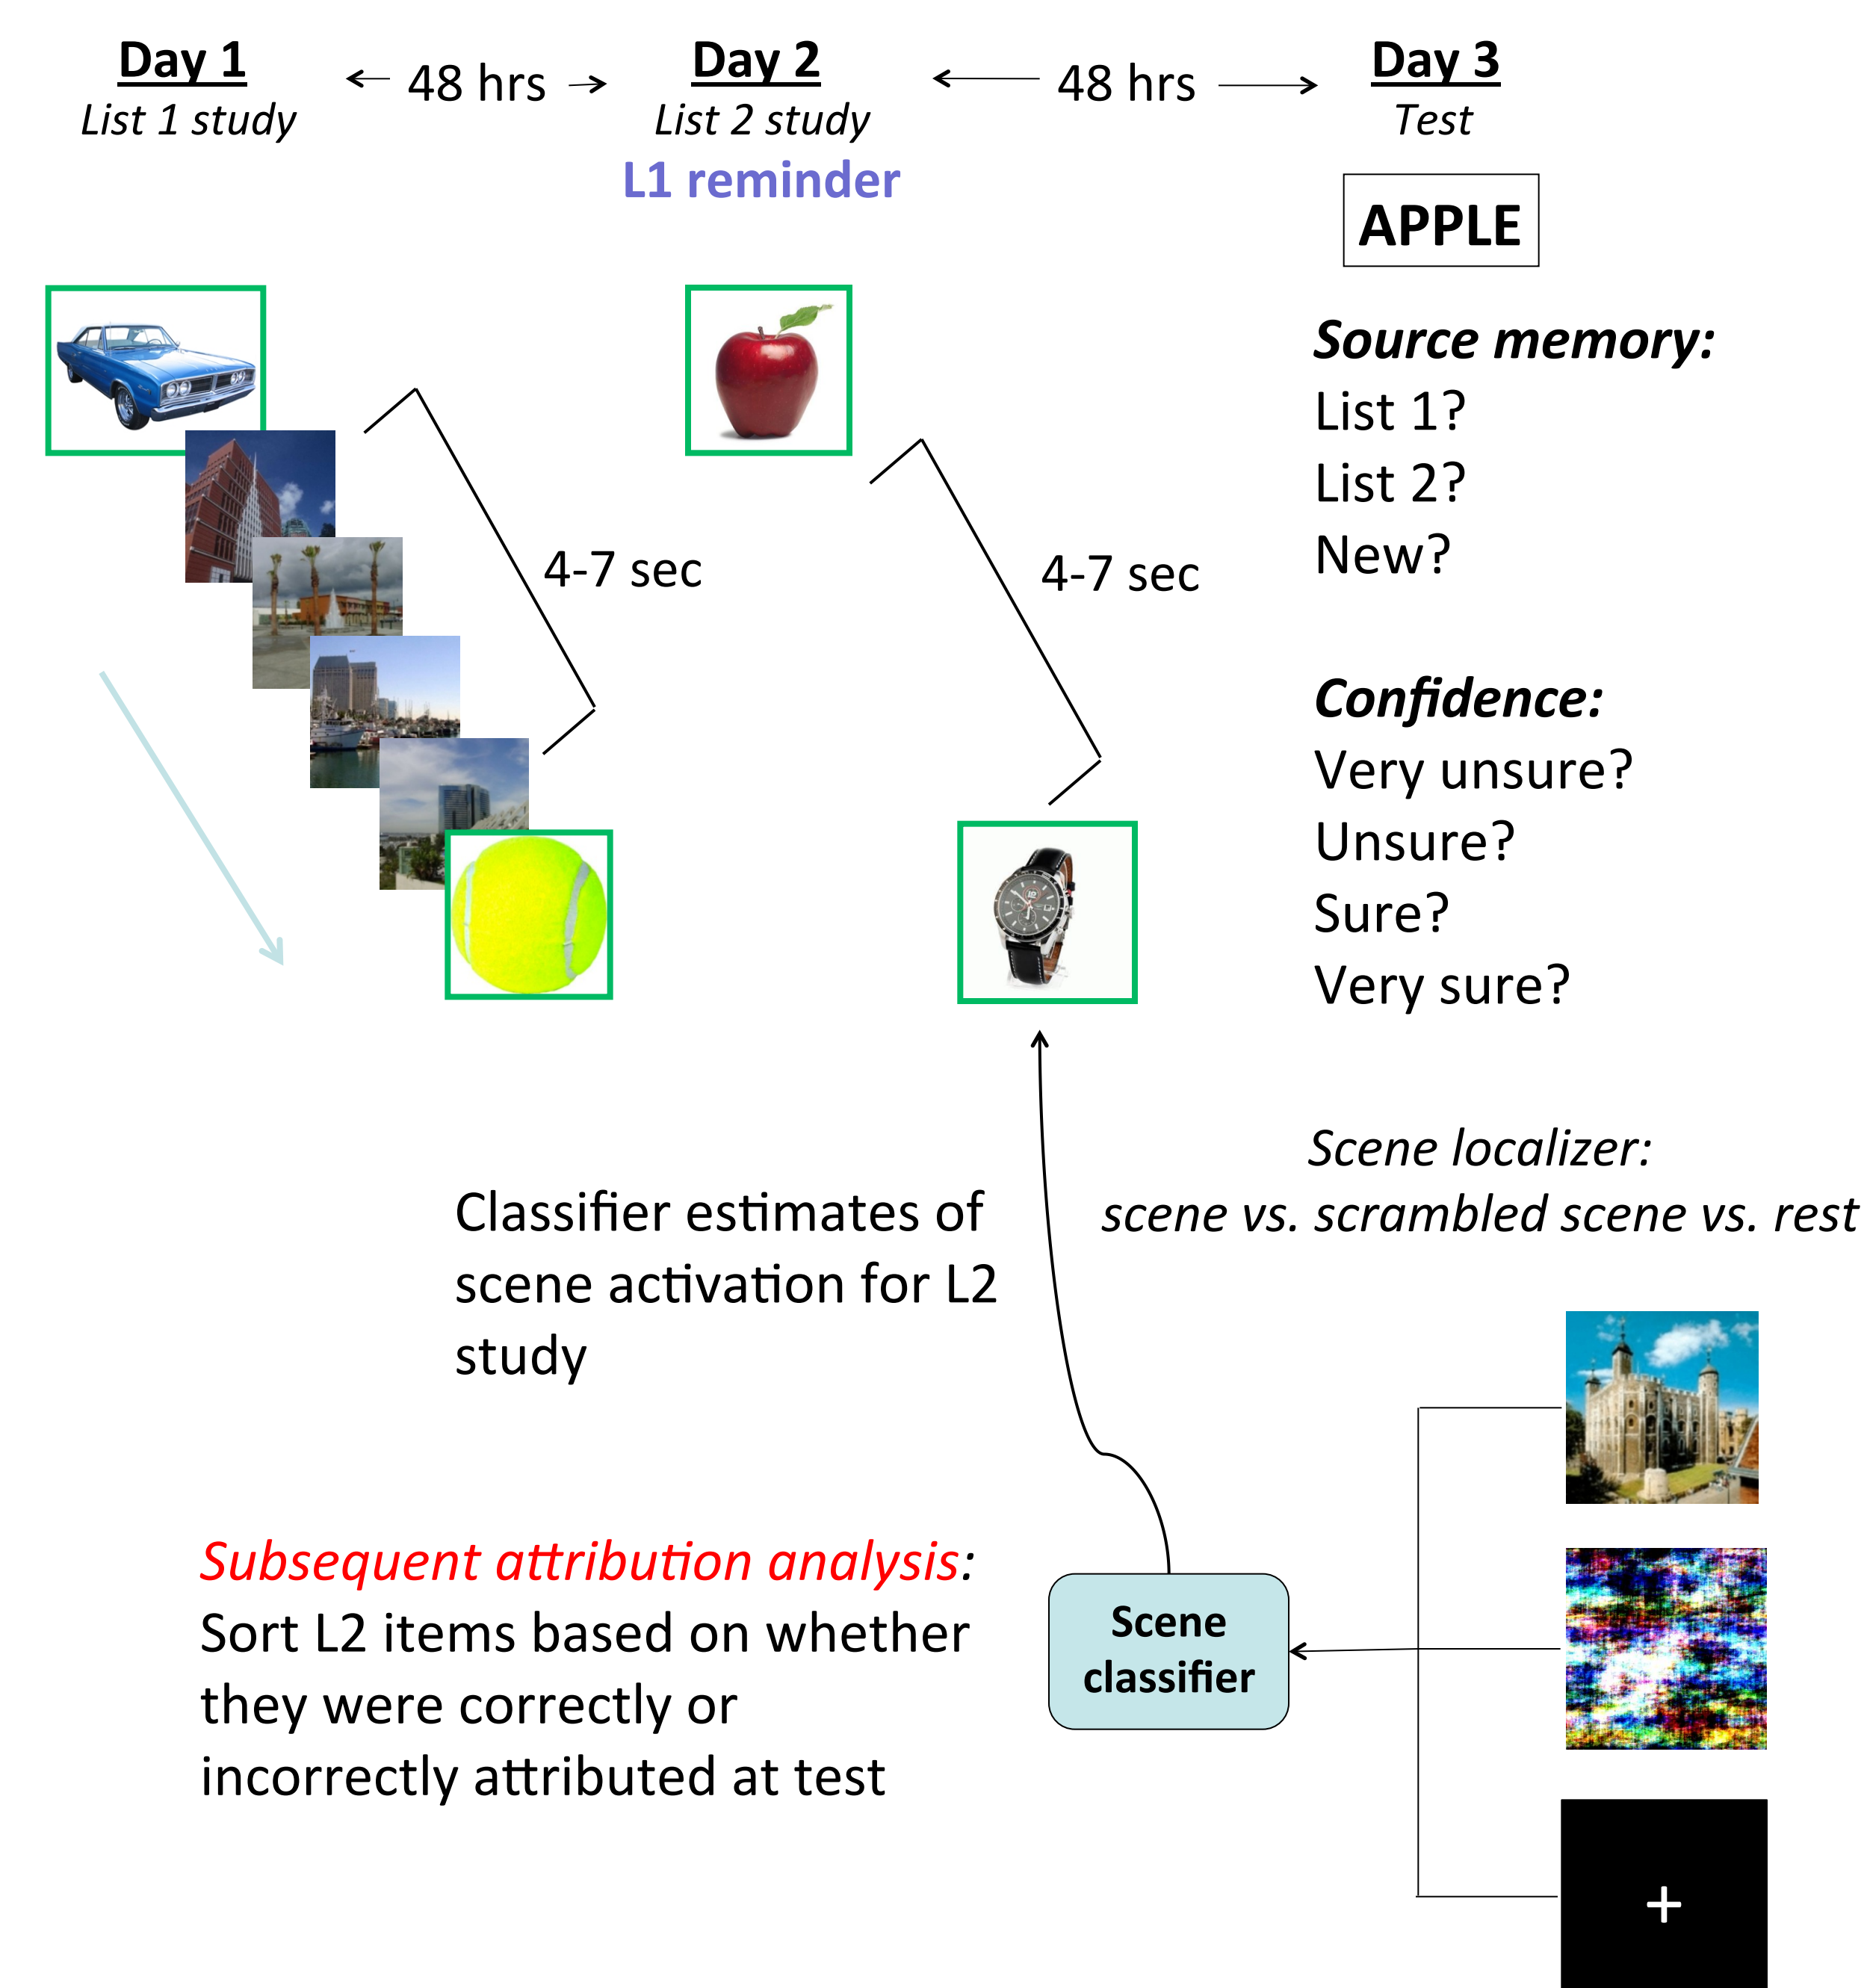 Day 1
List 1 study
48 hrs
Day 2
List 2 study
L1 reminder
48 hrs
Day 3
Test
APPLE
4-7 sec
4-7 sec
Source memory:
List 1?
List 2?
New?
Confidence:
Very unsure?
Unsure?
Sure?
Very sure?
Classifier estimates of
scene activation for L2
study
Scene localizer:
scene vs. scrambled scene vs. rest
Subsequent attribution analysis:
Sort L2 items based on whether
they were correctly or
incorrectly attributed at test
Scene
classifier
+